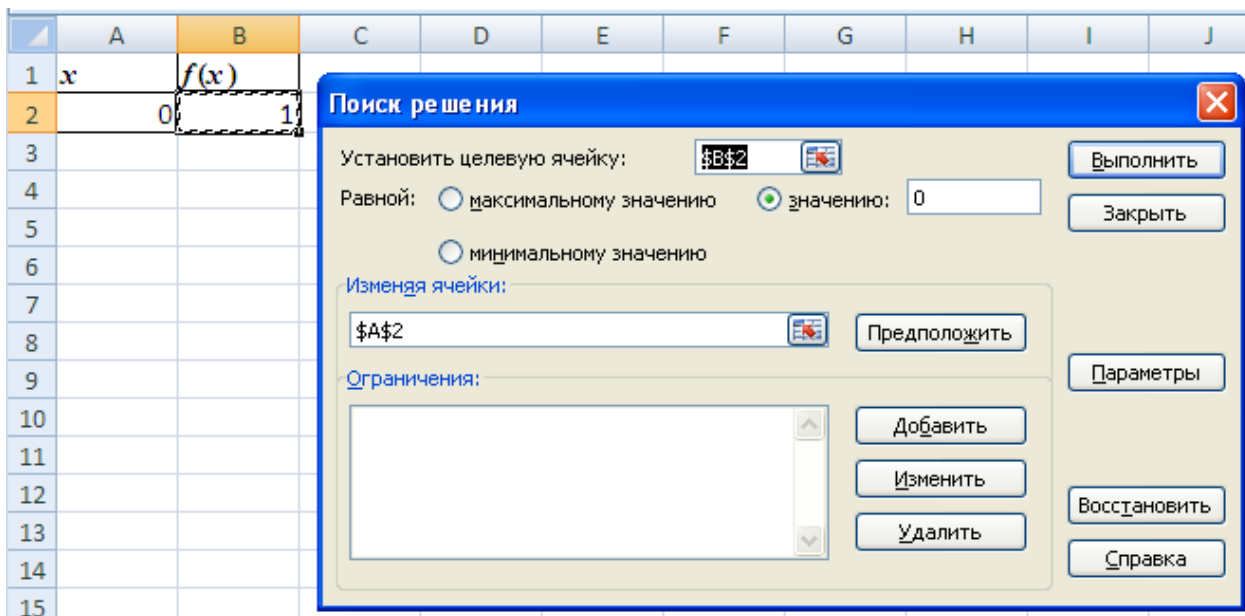 A B C D E F G H I J
1 x f(x)
2 0 1
Поиск решения
3 Установить целевую ячейку: $B$2 Выполнить
4 Равной: максимальному значению значению: 0
5 Закрыть
6 минимальному значению
7 Изменяя ячейки:
8 $A$2 Предположить
9 Ограничения: Параметры
10 Добавить
11
12 Изменить
Восстановить
13 Удалить
14 Справка
15